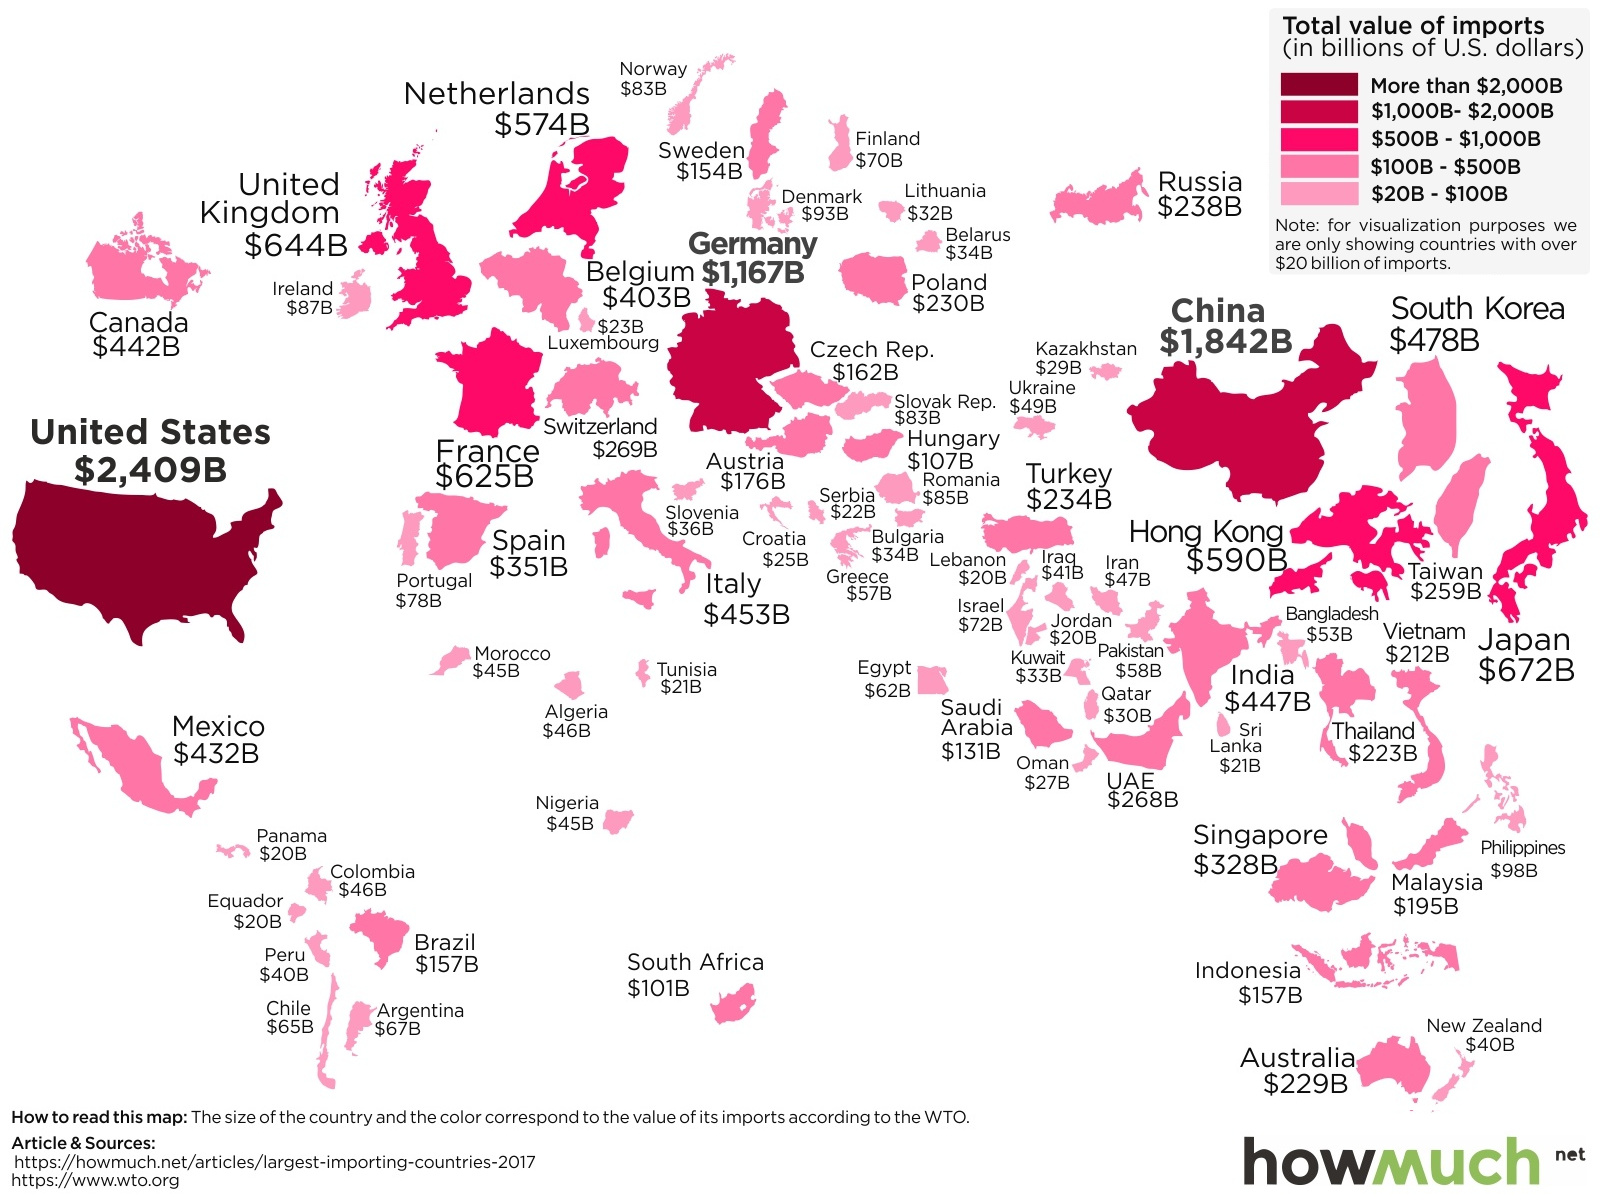 Total value of imports
(in billions of U.S. dollars)
More than $2,000B
$1,000B- $2,000B
$500B - $1,000B
$100B - $500B
$20B - $100B
Note: for visualization purposes we
are only showing countries with over
$20 billion of imports.
Norway
$83B
Netherlands
$574B
Sweden
$154B
Finland
$70B
United
Kingdom
$644B
Denmark
$93B
Lithuania
$32B
Russia
$238B
Belarus
$34B
Germany
$1,167B
Ireland
$87B
Belgium
$403B
Poland
$230B
Canada
$442B
$23B
Luxembourg
China
$1,842B
South Korea
$478B
Czech Rep.
$162B
Kazakhstan
$29B
Ukraine
$49B
Slovak Rep.
$83B
United States
$2,409B
Switzerland
$269B
France
$625B
Hungary
$107B
Austria
$176B
Romania
$85B
Turkey
$234B
Serbia
$22B
Slovenia
$36B
Spain
$351B
Croatia
$25B
Bulgaria
$34B
Hong Kong
$590B
Portugal
$78B
Italy
$453B
Greece
$57B
Lebanon
$20B
Iraq
$41B
Iran
$47B
Taiwan
$259B
Israel
$72B
Jordan
$20B
Bangladesh
$53B
Vietnam
$212B
Japan
$672B
Morocco
$45B
Tunisia
$21B
Egypt
$62B
Kuwait
$33B
Pakistan
$58B
India
$447B
Algeria
$46B
Saudi
Arabia
$131B
Qatar
$30B
Sri
Lanka
$21B
Thailand
$223B
Mexico
$432B
Oman
$27B
UAE
$268B
Nigeria
$45B
Panama
$20B
Singapore
$328B
Philippines
$98B
Colombia
$46B
Malaysia
$195B
Equador
$20B
Brazil
$157B
Peru
$40B
South Africa
$101B
Indonesia
$157B
Chile
$65B
Argentina
$67B
New Zealand
$40B
Australia
$229B
How to read this map: The size of the country and the color correspond to the value of its imports according to the WTO.
Article & Sources:
https://howmuch.net/articles/largest-importing-countries-2017
https://www.wto.org
howmuch net